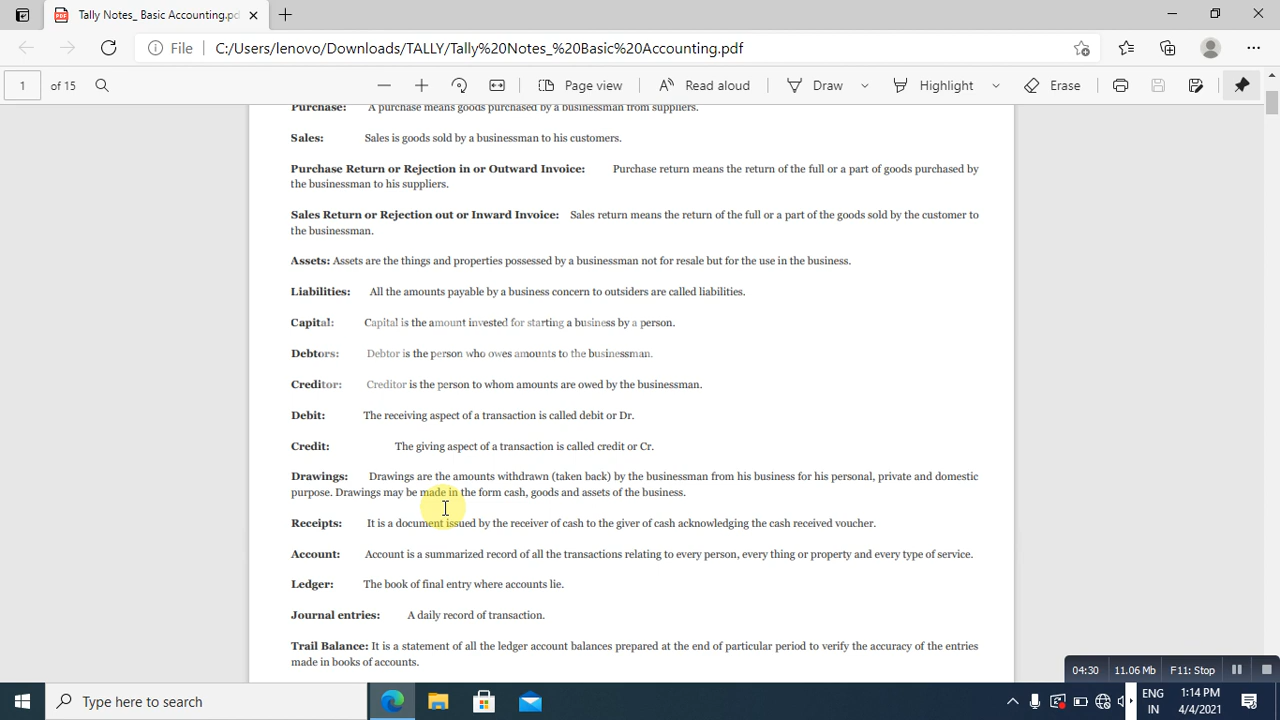 Tally Notes_ Basic Accounting.pd
File C:/Users/lenovo/Downloads/TALLY/Tally%20Notes_%20Basic%20Accounting.pdf
1 of 15 Page view Read aloud Draw Highlight Erase
Purchase: A purchase means goods purchased by a businessman from suppliers.
Sales: Sales is goods sold by a businessman to his customers.
Purchase Return or Rejection in or Outward Invoice: Purchase return means the return of the full or a part of goods purchased by
the businessman to his suppliers.
Sales Return or Rejection out or Inward Invoice: Sales return means the return of the full or a part of the goods sold by the customer to
the businessman.
Assets: Assets are the things and properties possessed by a businessman not for resale but for the use in the business.
Liabilities: All the amounts payable by a business concern to outsiders are called liabilities.
Capital: Capital is the amount invested for starting a business by a person.
Debtors: Debtor is the person who owes amounts to the businessman.
Creditor: Creditor is the person to whom amounts are owed by the businessman.
Debit: The receiving aspect of a transaction is called debit or Dr.
Credit: The giving aspect of a transaction is called credit or Cr.
Drawings: Drawings are the amounts withdrawn (taken back) by the businessman from his business for his personal, private and domestic
purpose. Drawings may be made in the form cash, goods and assets of the business.
Receipts: It is a document issued by the receiver of cash to the giver of cash acknowledging the cash received voucher.
Account: Account is a summarized record of all the transactions relating to every person, every thing or property and every type of service.
Ledger: The book of final entry where accounts lie.
Journal entries: A daily record of transaction.
Trail Balance: It is a statement of all the ledger account balances prepared at the end of particular period to verify the accuracy of the entries
made in books of accounts.
04:30 11.06 Mb F11: Stop
Type here to search
ENG 1:14 PM
IN 4/4/2021